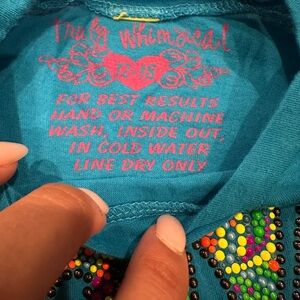 truly whimsical
FOR BEST RESULTS
HAND OR MACHINE
WASH, INSIDE OUT,
IN COLD WATER
LINE DRY ONLY